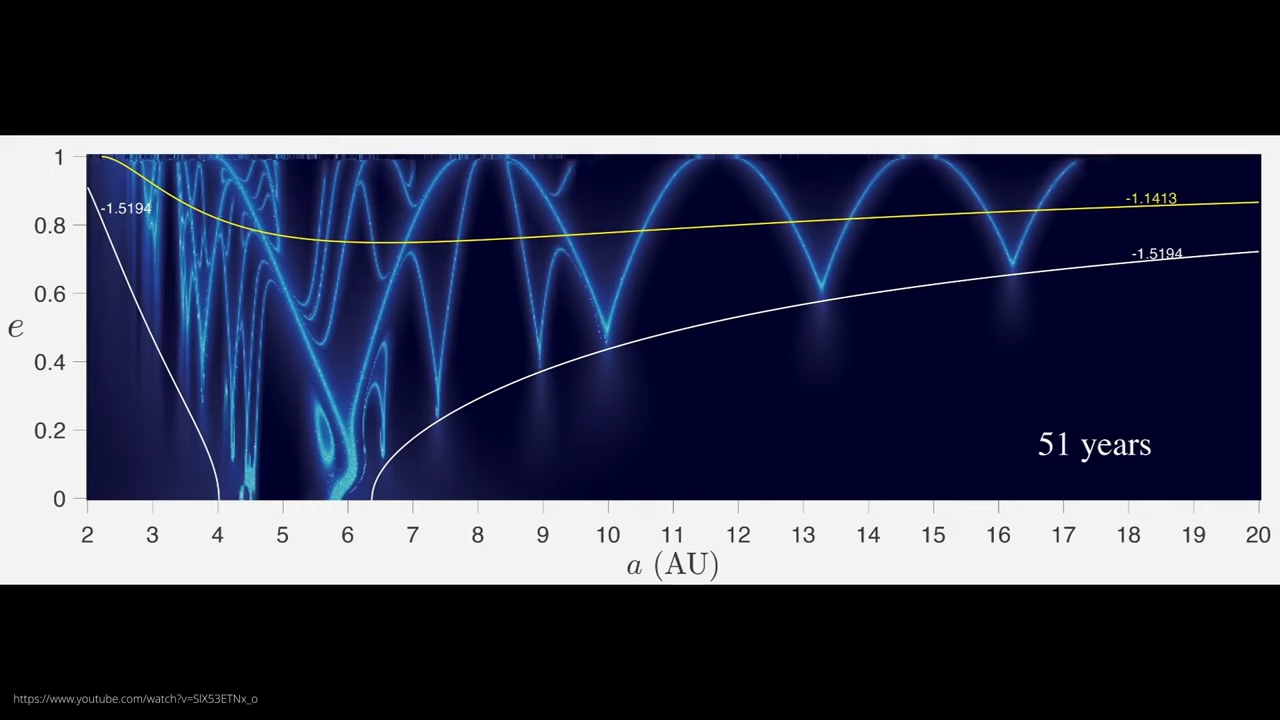 1
0.8
0.6
0.4
0.2
0
e
-1.5194
-1.1413
-1.5194
51 years
2 3 4 5 6 7 8 9 10 11 12 13 14 15 16 17 18 19 20
a (AU)
https://www.youtube.com/watch?v=SlX53ETNx_o